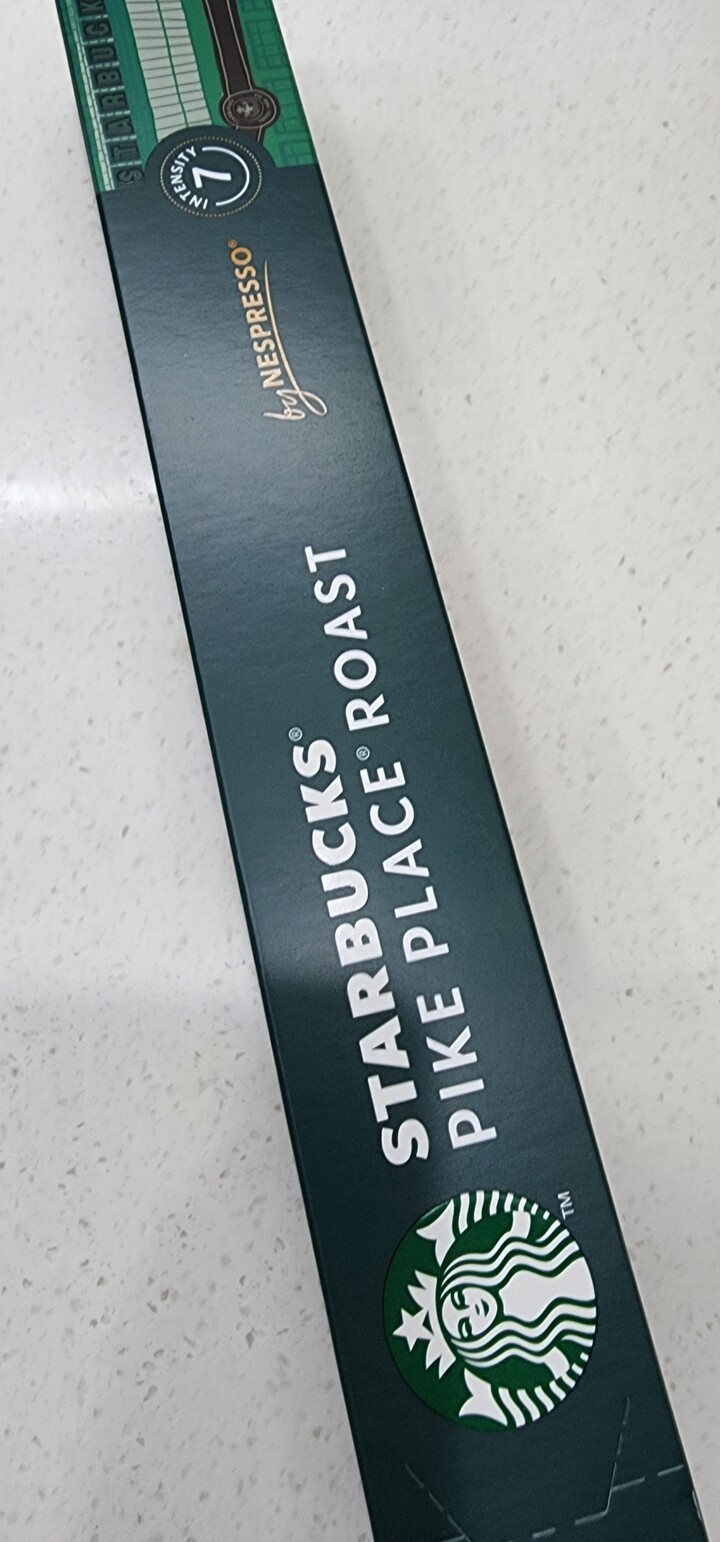 STARBUCKS®
PIKE PLACE® ROAST
by NESPRESSO®
INTENSITY
7
TM